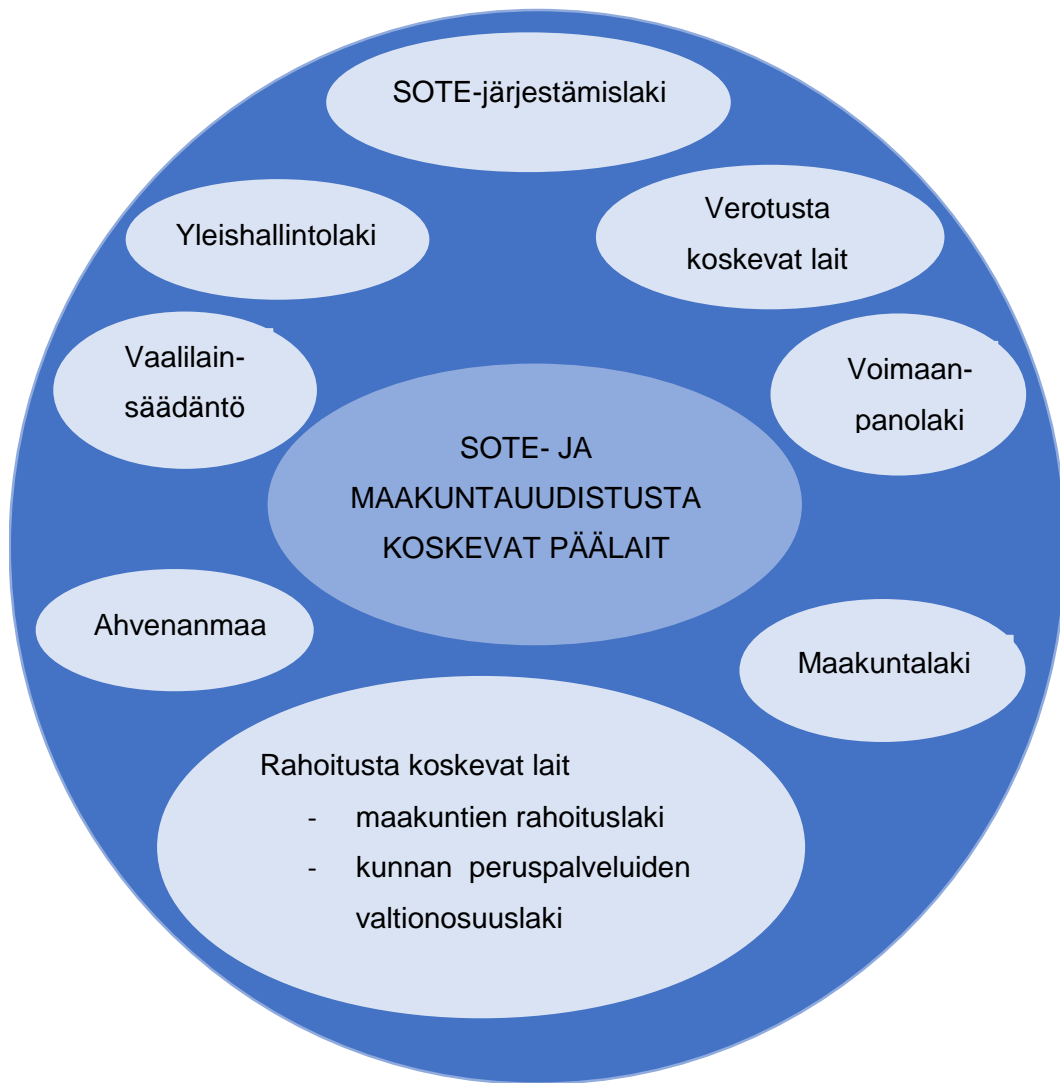 SOTE-järjestämislaki
Verotusta
koskevat lait
Yleishallintolaki
Vaalilain-
säädäntö
Voimaan-
panolaki
SOTE- JA
MAAKUNTAUUDISTUSTA
KOSKEVAT PÄÄLAIT
Ahvenanmaa
Maakuntalaki
Rahoitusta koskevat lait
- maakuntien rahoituslaki
- kunnan peruspalveluiden
valtionosuuslaki